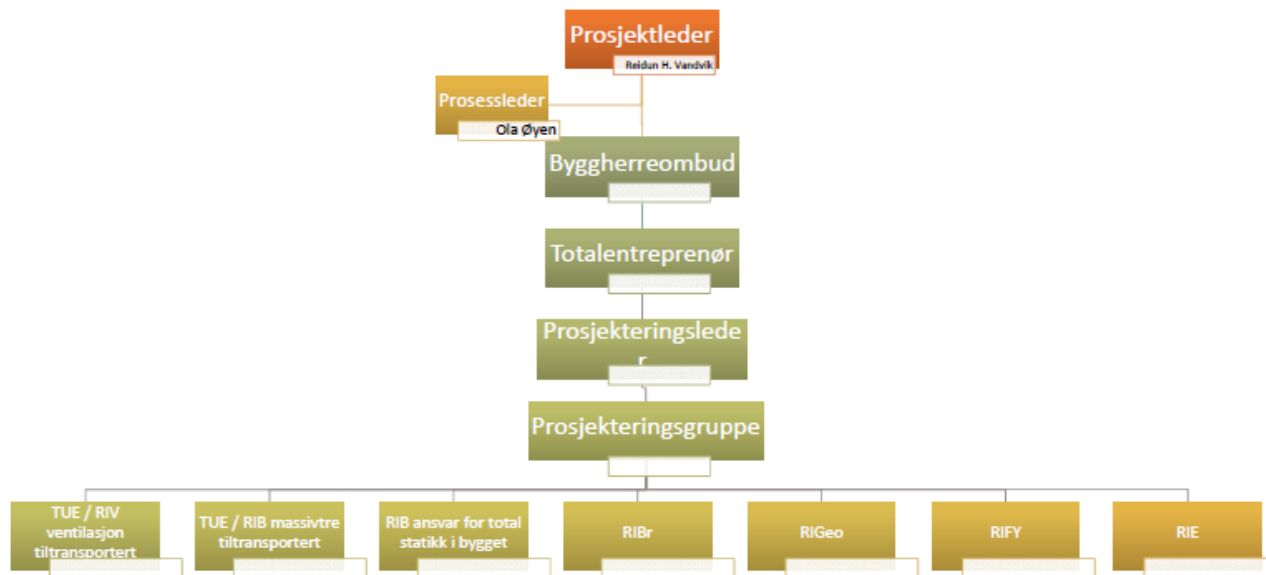 Prosjektleder
Reidun H. Vandvik
Prosessleder
Ola Øyen
Byggherreombud
Totalentreprenør
Prosjekteringslede
r
Prosjekteringsgruppe
TUE / RIV
ventilasjon
tiltransportert
TUE / RIB massivtre
tiltransportert
RIB ansvar for total
statikk i bygget
RIBr
RIGeo
RIFY
RIE